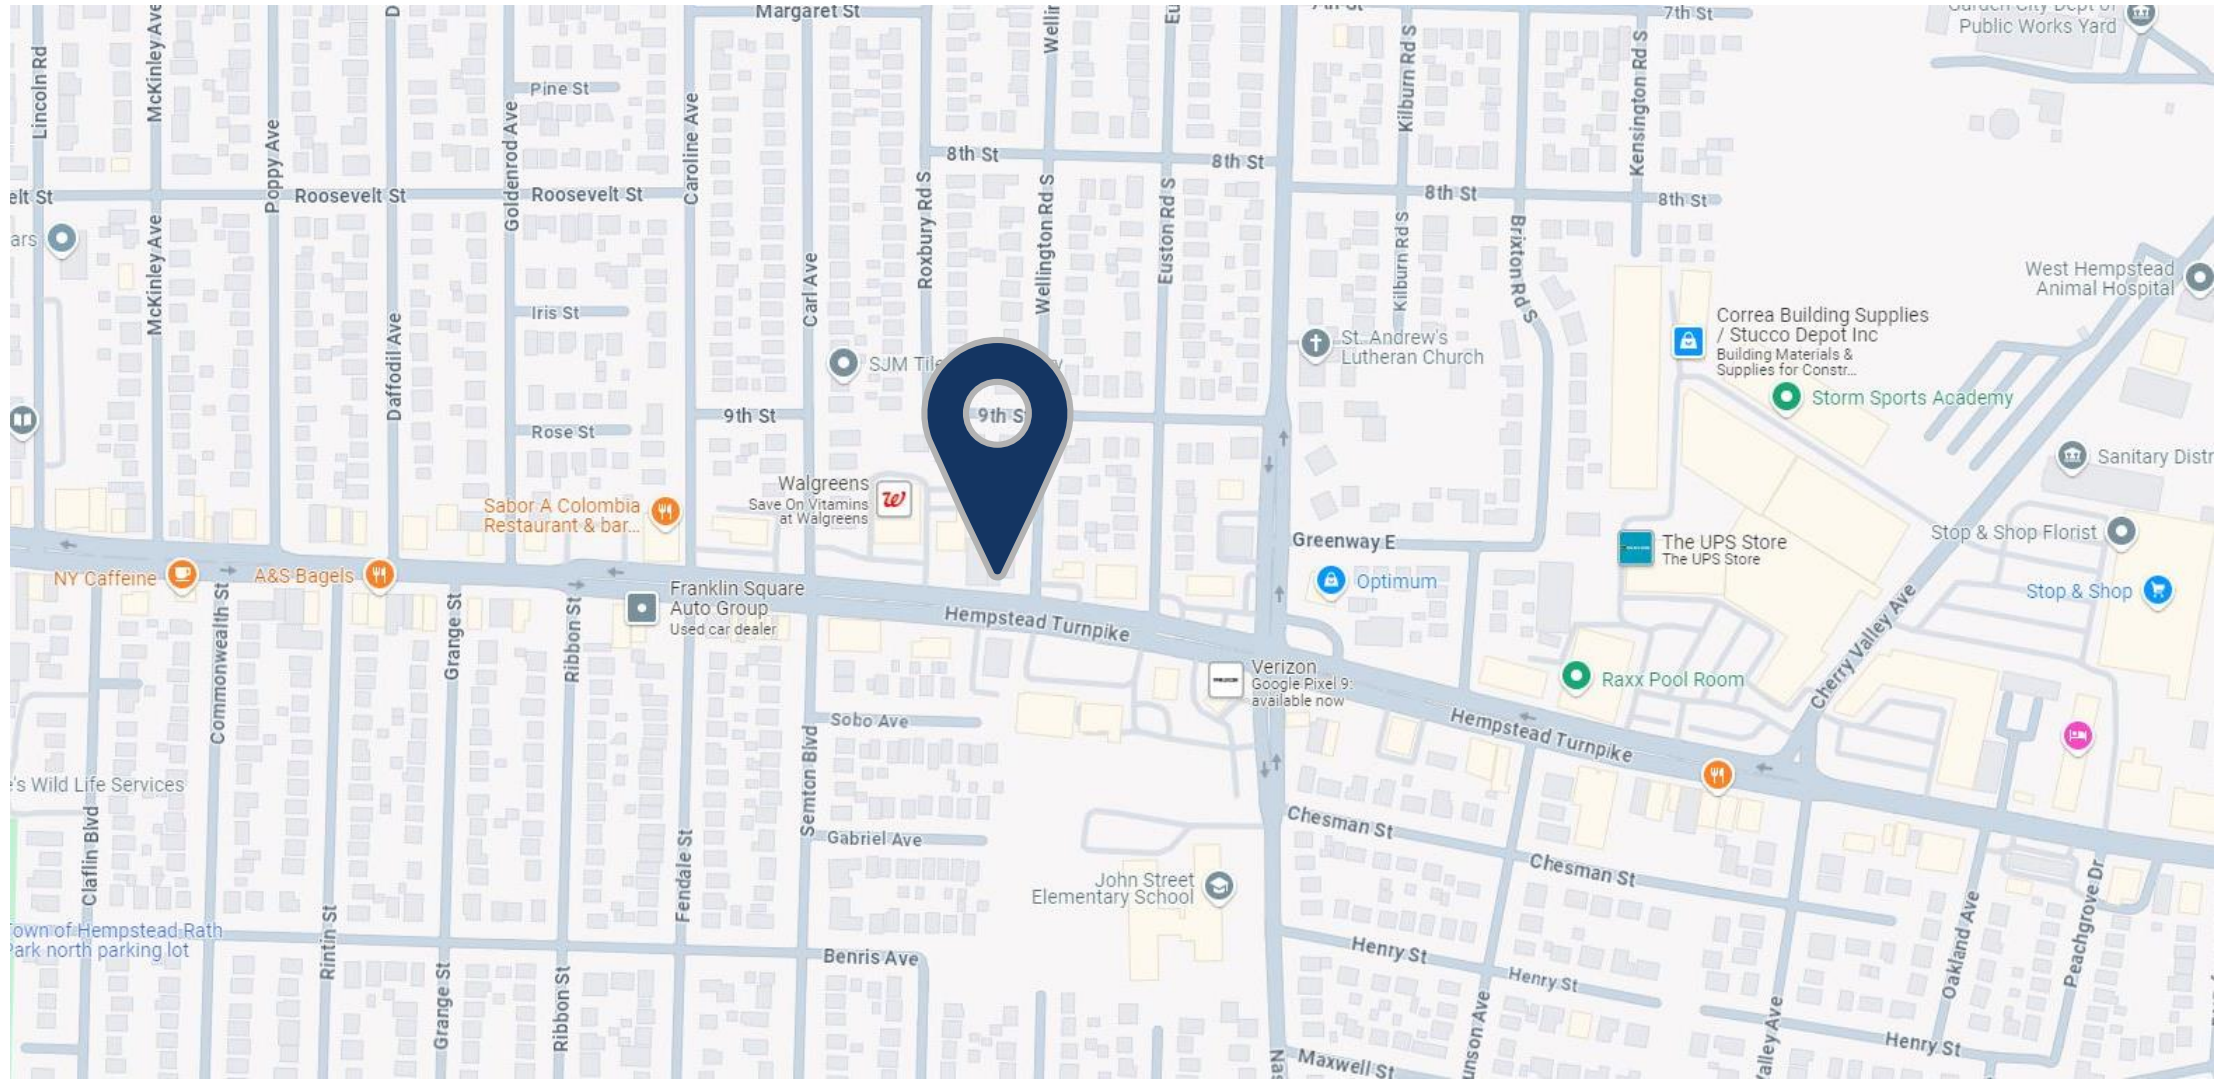 Margaret St
7th St
Public Works Yard
Lincoln Rd
McKinley Ave
Poppy Ave
Pine St
Goldenrod Ave
Caroline Ave
Kilburn Rd S
Kensington Rd S
8th St
8th St
8th St
8th St
Roosevelt St
Roosevelt St
Roxbury Rd S
Wellington Rd S
Euston Rd S
Kilburn Rd S
Brixton Rd S
McKinley Ave
Daffodil Ave
Carl Ave
Iris St
West Hempstead
Animal Hospital
Correa Building Supplies
/ Stucco Depot Inc
Building Materials &
Supplies for Constr...
St. Andrew's
Lutheran Church
SJM
Storm Sports Academy
9th St
9th S
Rose St
Sanitary Distr
Walgreens
Save On Vitamins
at Walgreens
Sabor A Colombia
Restaurant & bar...
Stop & Shop Florist
Greenway E
The UPS Store
The UPS Store
NY Caffeine
A&S Bagels
Optimum
Stop & Shop
Franklin Square
Auto Group
Used car dealer
Hempstead Turnpike
Commonwealth St
Grange St
Ribbon St
Cherry Valley Ave
Verizon
Google Pixel 9:
available now
Raxx Pool Room
Sobo Ave
Hempstead Turnpike
Semton Blvd
's Wild Life Services
Claflin Blvd
Gabriel Ave
Chesman St
Chesman St
Fendale St
John Street
Elementary School
Town of Hempstead Rath
Park north parking lot
Rintin St
Grange St
Ribbon St
Benris Ave
Henry St
Henry St
Henry St
Oakland Ave
Peachgrove Dr
Maxwell St